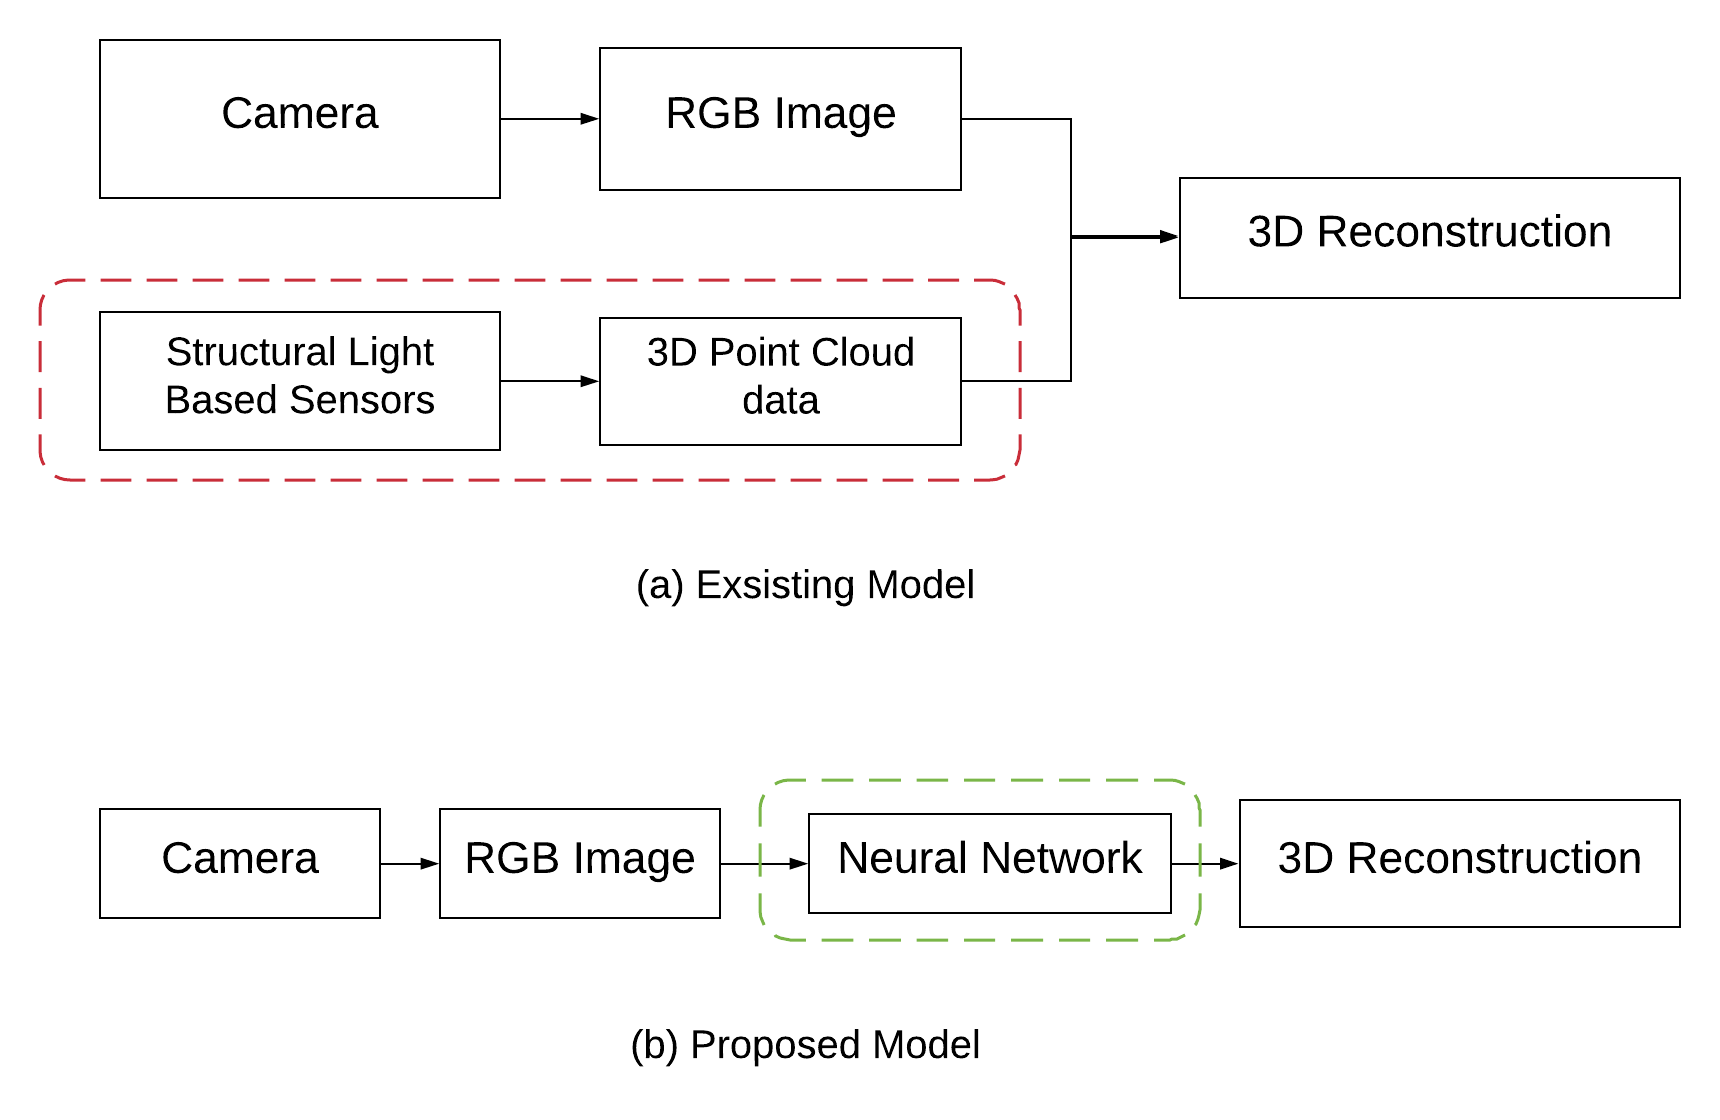 Camera
RGB Image
3D Reconstruction
Structural Light
Based Sensors
3D Point Cloud
data
(a) Exsisting Model
Camera
RGB Image
Neural Network
3D Reconstruction
(b) Proposed Model